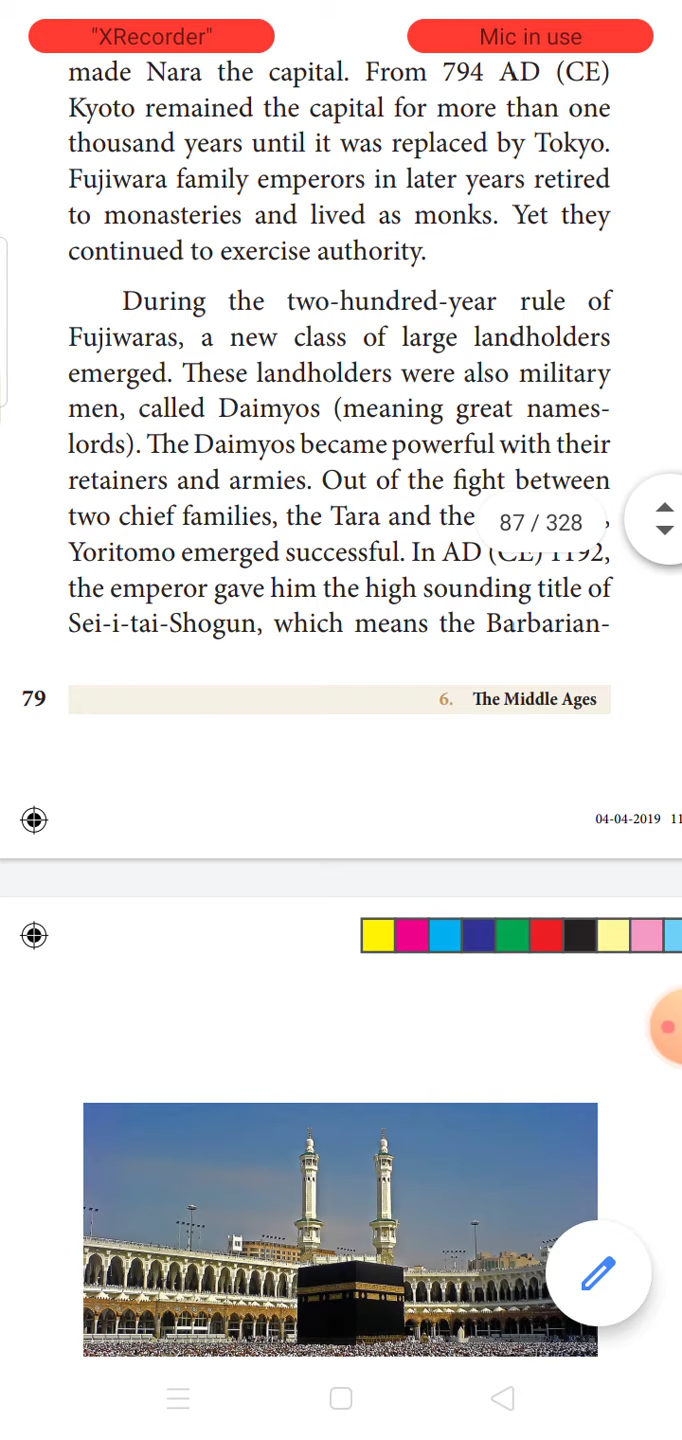 "XRecorder"
Mic in use
made Nara the capital. From 794 AD (CE)
Kyoto remained the capital for more than one
thousand years until it was replaced by Tokyo.
Fujiwara family emperors in later years retired
to monasteries and lived as monks. Yet they
continued to exercise authority.
During the two-hundred-year rule of
Fujiwaras, a new class of large landholders
emerged. These landholders were also military
men, called Daimyos (meaning great names-
lords). The Daimyos became powerful with their
retainers and armies. Out of the fight between
two chief families, the Tara and the ,
87 / 328
Yoritomo emerged successful. In AD (CE) 1192,
the emperor gave him the high sounding title of
Sei-i-tai-Shogun, which means the Barbarian-
79
6. The Middle Ages
04-04-2019 11